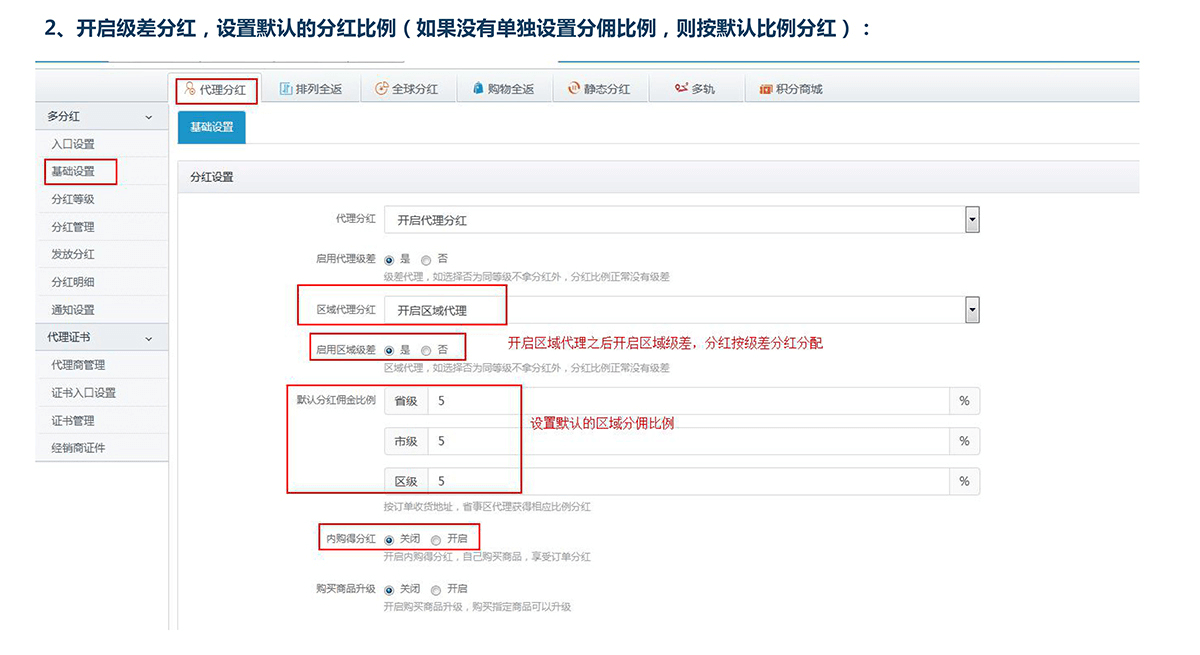 2、开启级差分红，设置默认的分红比例（如果没有单独设置分佣比例，则按默认比例分红）：
代理分红 排列全返 全球分红 购物全返 静态分红 多轨 积分商城
多分红
入口设置
基础设置
分红等级
分红管理
发放分红
分红明细
通知设置
代理证书
代理商管理
证书入口设置
证书管理
经销商证件
基础设置
分红设置
代理分红 开启代理分红
启用代理级差 是 否
级差代理，如选择否为同等级不拿分红外，分红比例正常没有级差
区域代理分红 开启区域代理
启用区域级差 是 否 开启区域代理之后开启区域级差，分红按级差分红分配
区域代理，如选择否为同等级不拿分红外，分红比例正常没有级差
默认分红佣金比例 省级 5 %
设置默认的区域分佣比例
市级 5 %
区级 5 %
按订单收货地址，省事区代理获得相应比例分红
内购得分红 关闭 开启
开启内购得分红，自己购买商品，享受订单分红
购买商品升级 关闭 开启
开启购买商品升级，购买指定商品可以升级